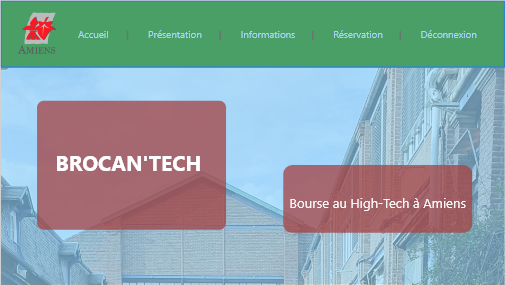 AMIENS
Accueil | Présentation | Informations | Réservation | Déconnexion
BROCAN'TECH
Bourse au High-Tech à Amiens